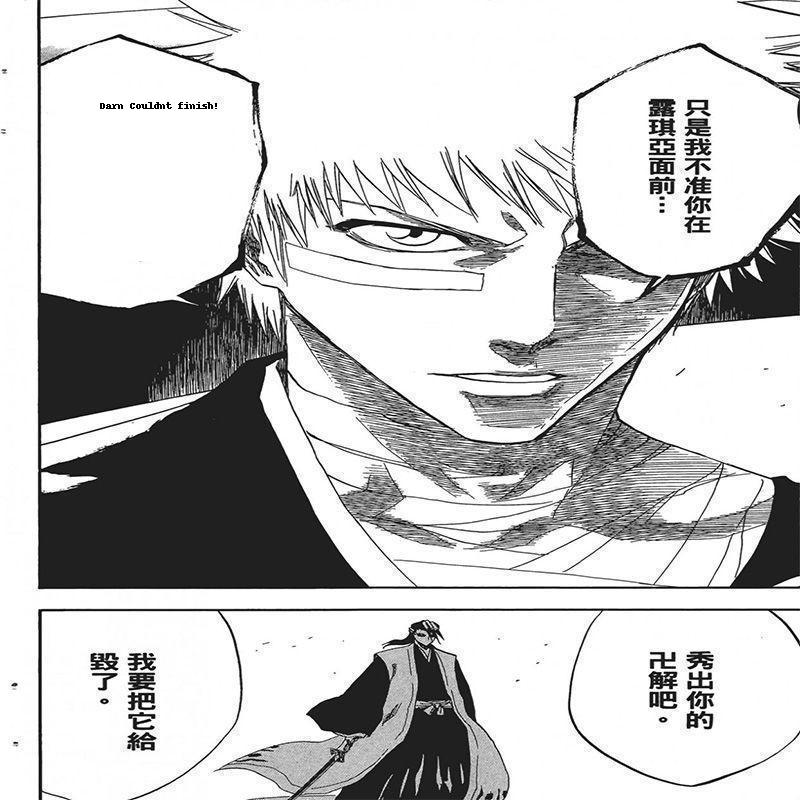 只是我不准你在
露琪亞面前…
Darn Couldnt finish!
秀出你的
卍解吧。
我要把它給
毀了。